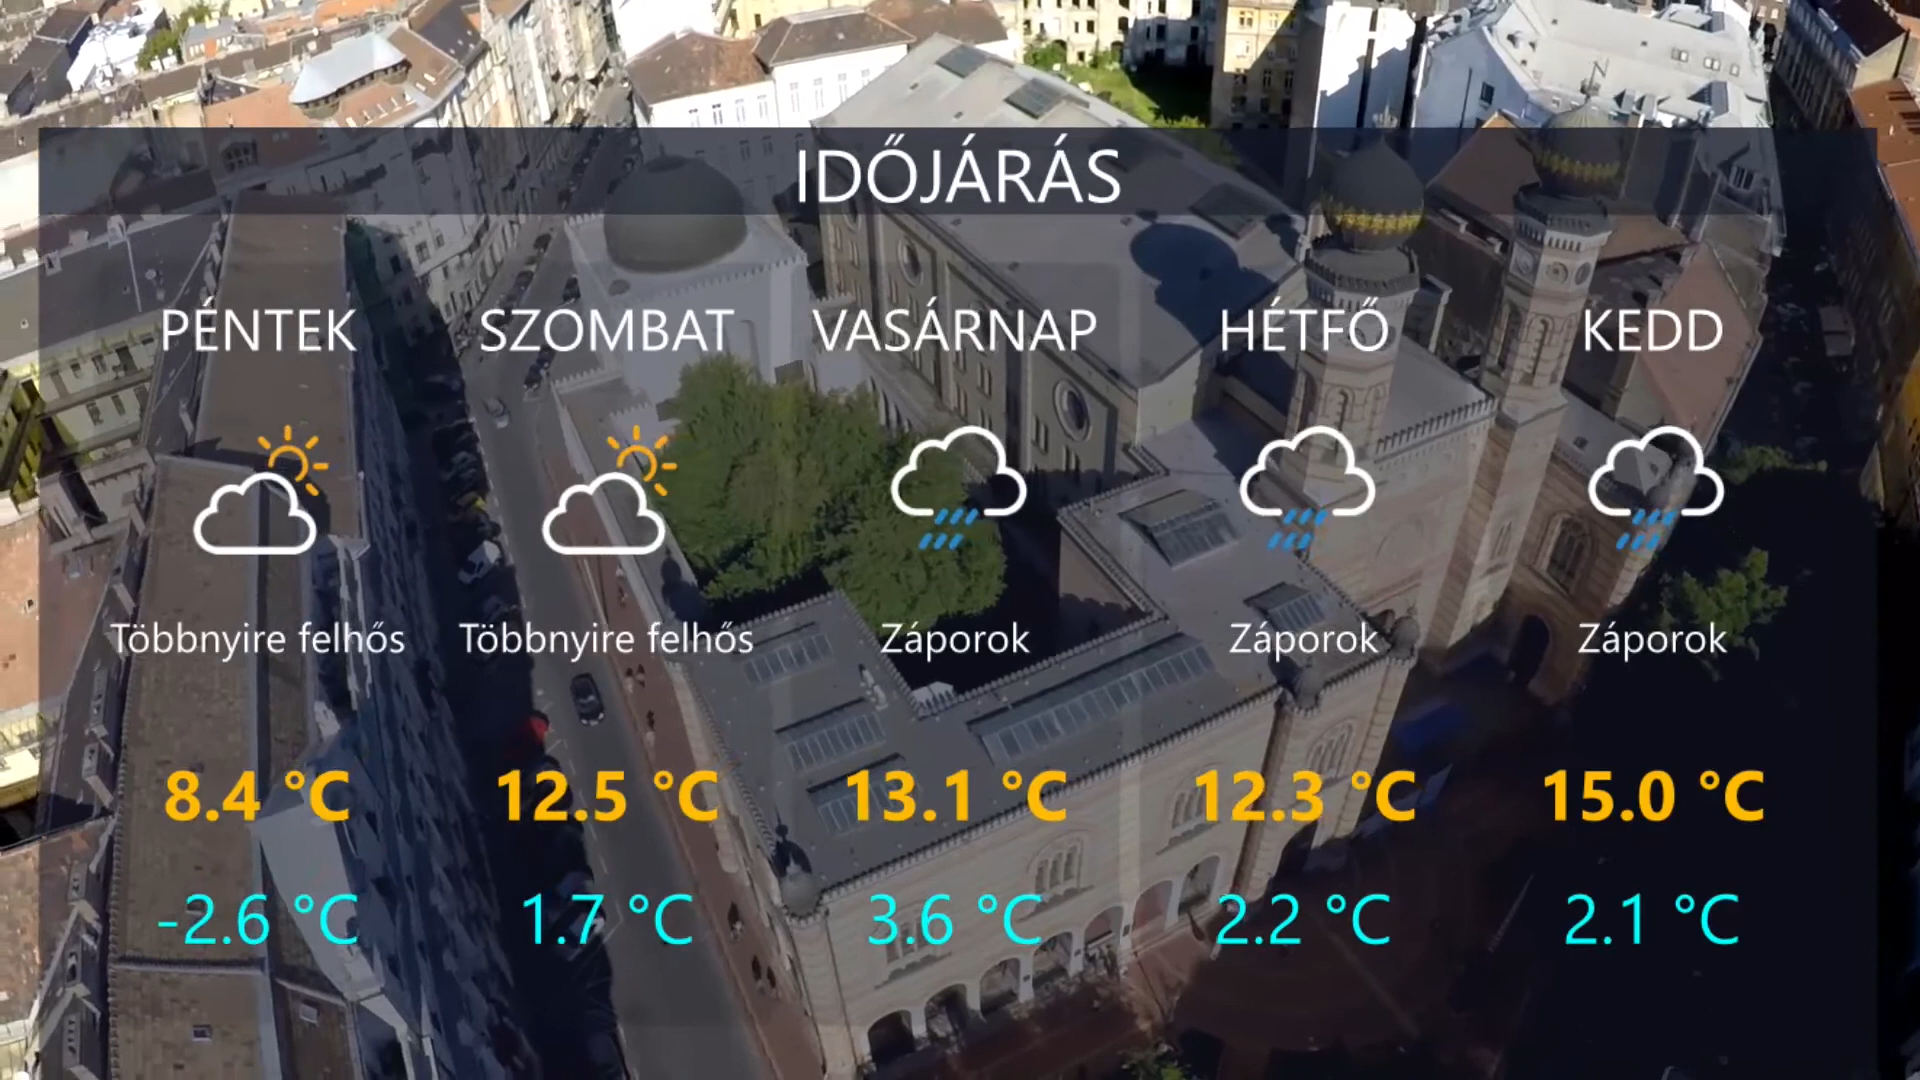 IDŐJÁRÁS
PÉNTEK SZOMBAT VASÁRNAP HÉTFŐ KEDD
Többnyire felhős Többnyire felhős Záporok Záporok Záporok
8.4 °C 12.5 °C 13.1 °C 12.3 °C 15.0 °C
-2.6 °C 1.7 °C 3.6 °C 2.2 °C 2.1 °C